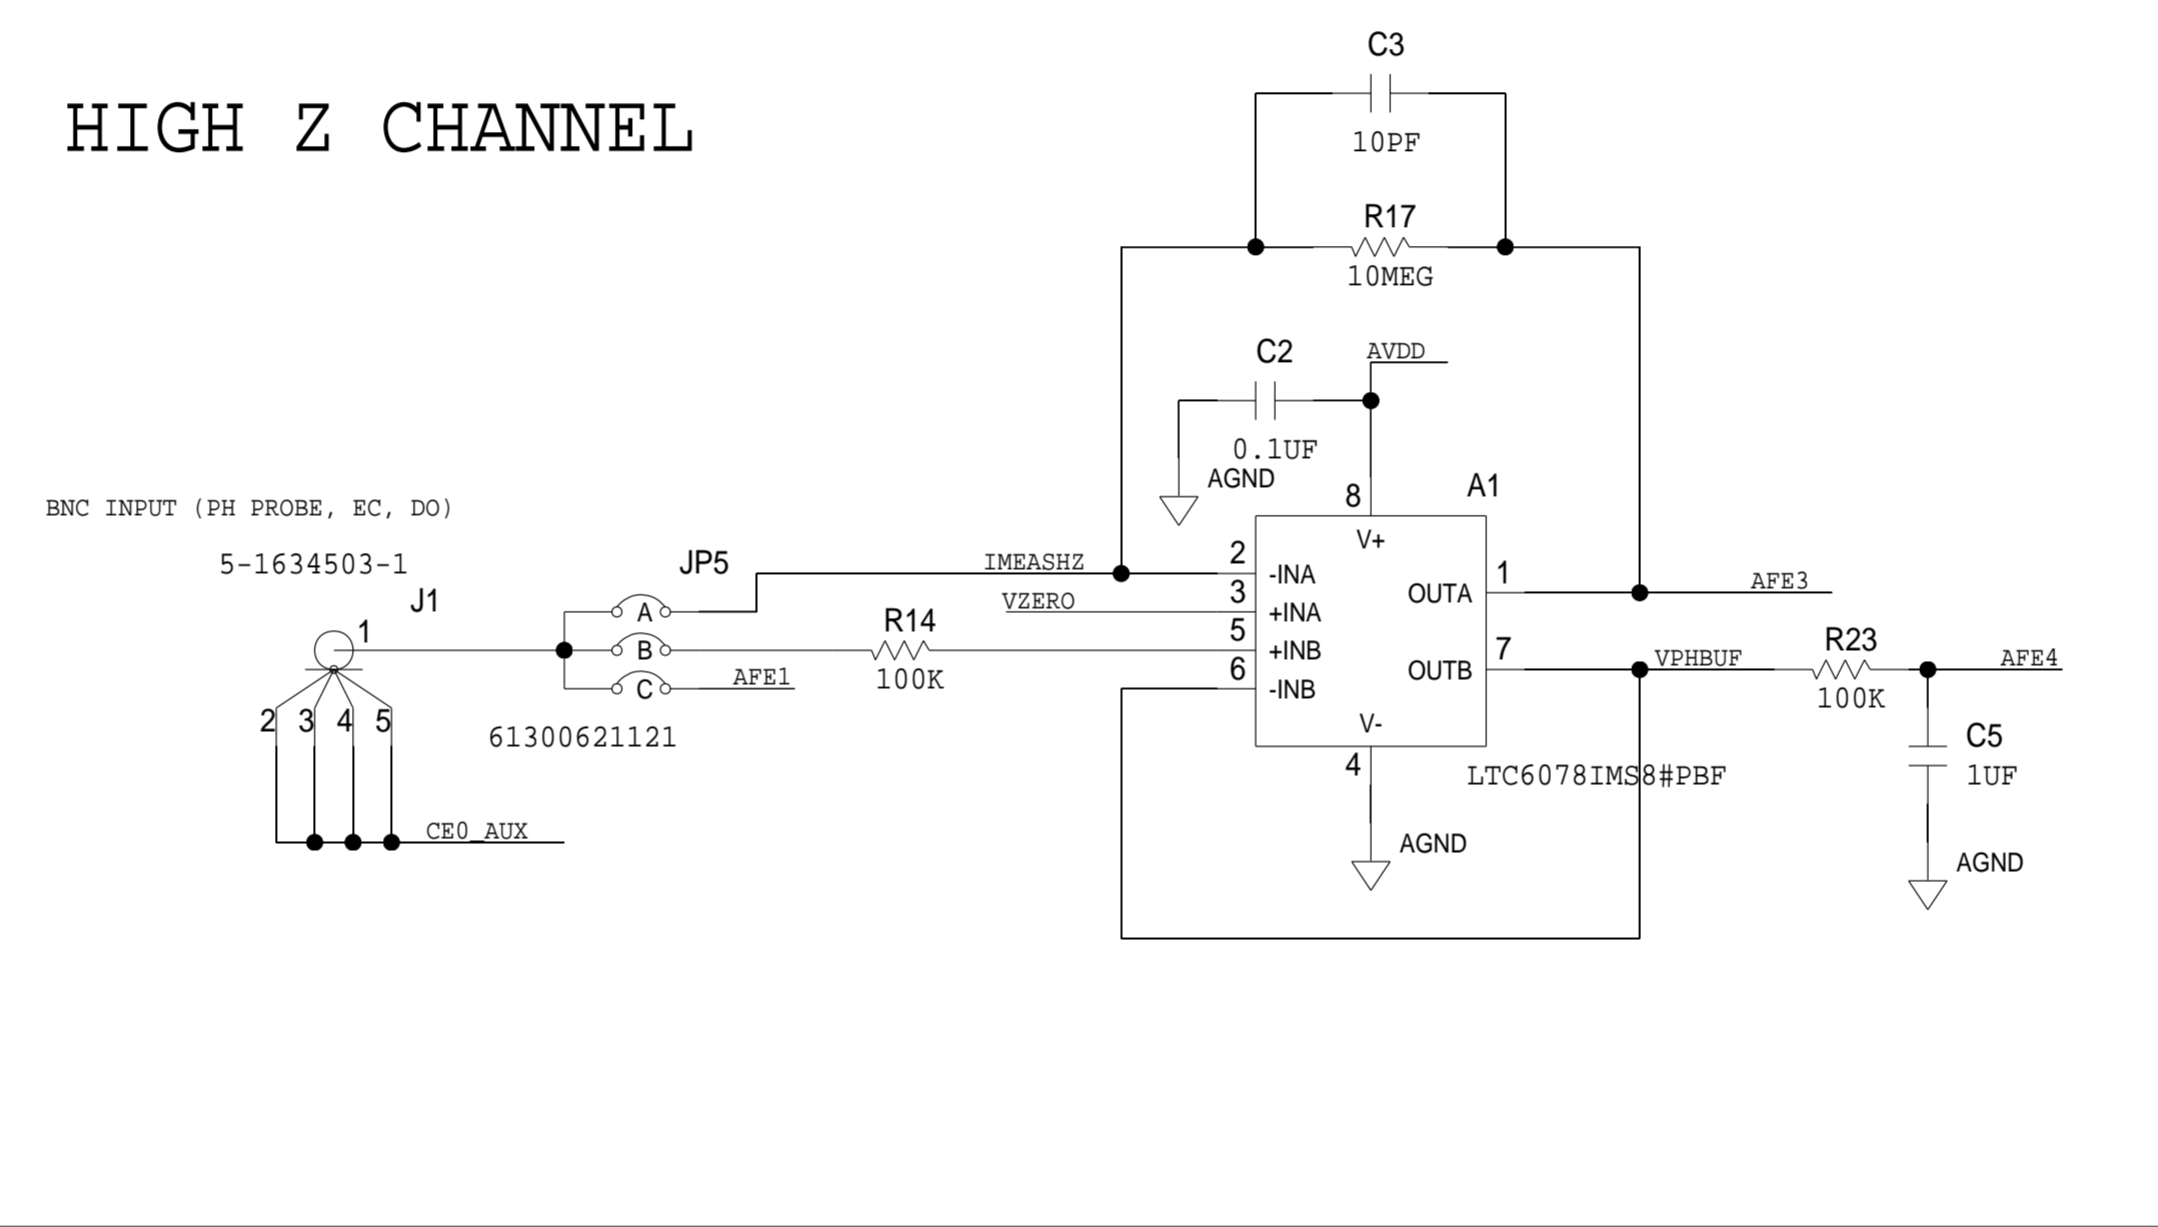 C3
HIGH Z CHANNEL
10PF
R17
10MEG
C2
AVDD
0.1UF
AGND
8
A1
BNC INPUT (PH PROBE, EC, DO)
V+
5-1634503-1
JP5
IMEASHZ
2
-INA
1
J1
OUTA
AFE3
VZERO
3
+INA
1
A
R14
5
7
R23
B
+INB
VPHBUF
AFE4
AFE1
100K
6
OUTB
100K
C
-INB
2
3
4
5
61300621121
V-
C5
4
LTC6078IMS8#PBF
1UF
CE0_AUX
AGND
AGND